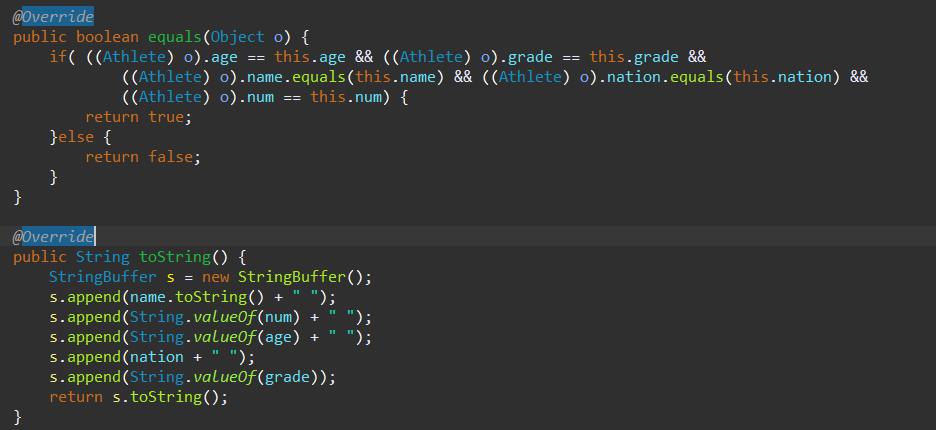 @Override
public boolean equals(Object o) {
    if( ((Athlete) o).age == this.age && ((Athlete) o).grade == this.grade &&
            ((Athlete) o).name.equals(this.name) && ((Athlete) o).nation.equals(this.nation) &&
            ((Athlete) o).num == this.num) {
        return true;
    }else {
        return false;
    }
}

@Override
public String toString() {
    StringBuffer s = new StringBuffer();
    s.append(name.toString() + " ");
    s.append(String.valueOf(num) + " ");
    s.append(String.valueOf(age) + " ");
    s.append(nation + " ");
    s.append(String.valueOf(grade));
    return s.toString();
}